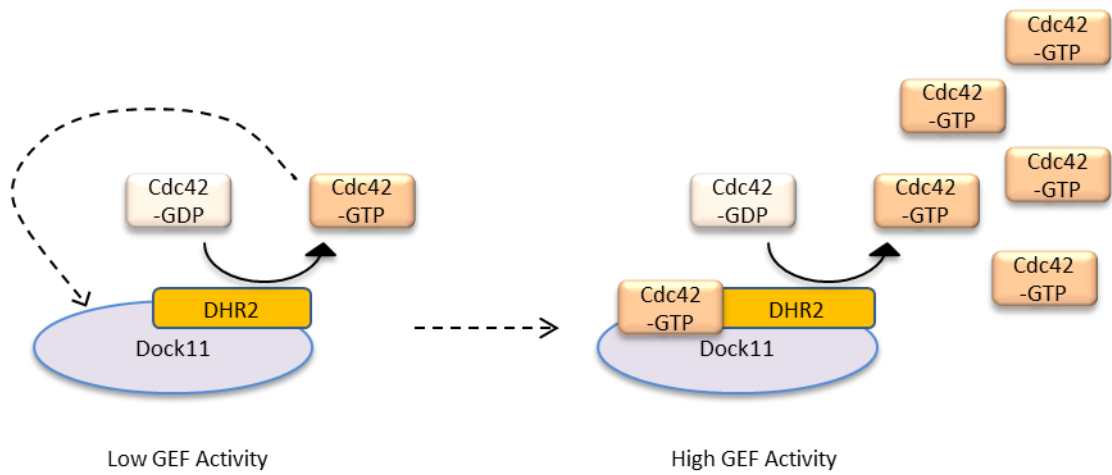 Cdc42
-GTP
Cdc42
-GTP
Cdc42
-GTP
Cdc42
-GDP
Cdc42
-GTP
Cdc42
-GDP
Cdc42
-GTP
Cdc42
-GTP
DHR2
Dock11
Cdc42
-GTP
DHR2
Dock11
Low GEF Activity
High GEF Activity